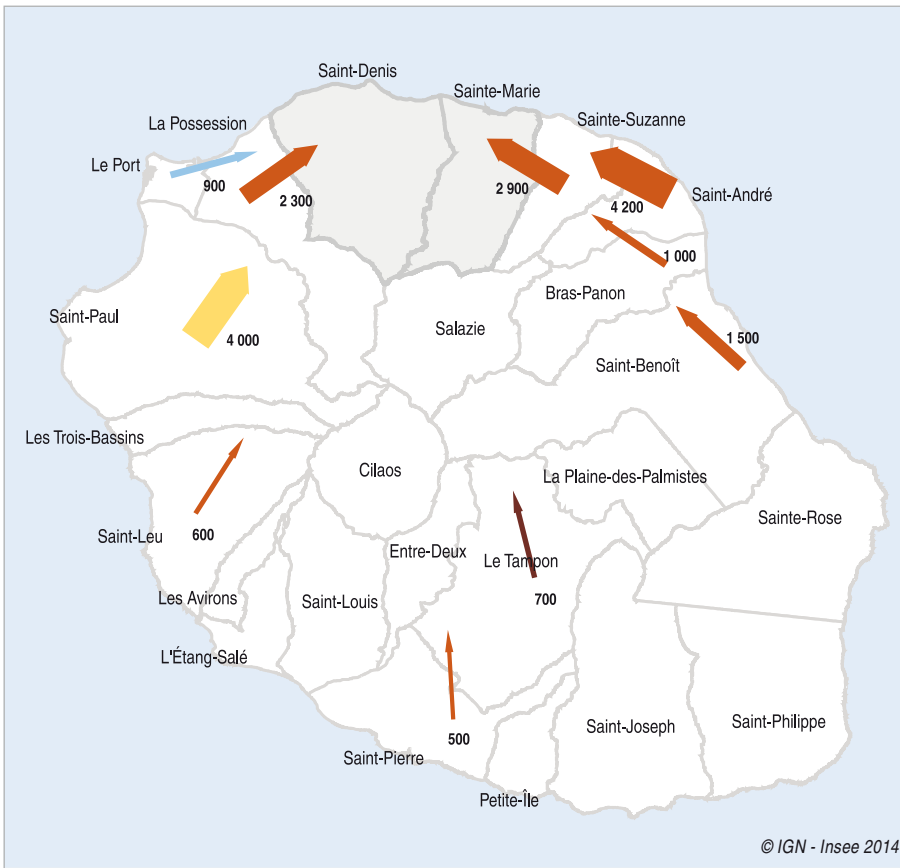 Saint-Denis
Sainte-Marie
La Possession
Sainte-Suzanne
Le Port
900
2 300
2 900
4 200
Saint-André
1 000
Bras-Panon
Saint-Paul
4 000
Salazie
1 500
Saint-Benoît
Les Trois-Bassins
Cilaos
La Plaine-des-Palmistes
Sainte-Rose
Saint-Leu
600
Entre-Deux
Le Tampon
Les Avirons
Saint-Louis
700
L'Étang-Salé
Saint-Joseph
Saint-Philippe
500
Saint-Pierre
Petite-Île
© IGN - Insee 2014